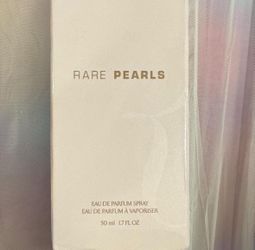 RARE PEARLS
EAU DE PARFUM SPRAY
EAU DE PARFUM À VAPORISER
50 ml 1.7 FL OZ